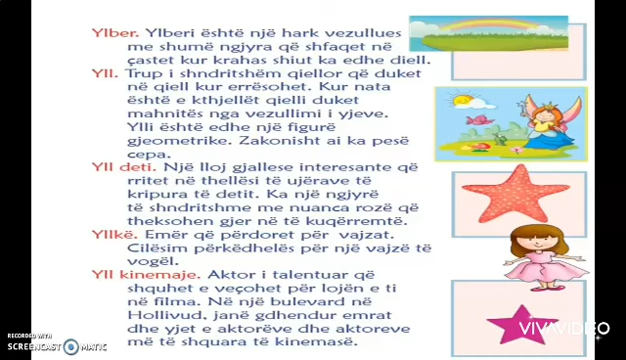 Ylber. Ylberi është një hark vezullues
me shumë ngjyra që shfaqet në
çastet kur krahas shiut ka edhe diell.
Yll. Trup i shndritshëm qiellor që duket
në qiell kur errësohet. Kur nata
është e kthjellët qielli duket
mahnitës nga vezullimi i yjeve.
Ylli është edhe një figurë
gjeometrike. Zakonisht ai ka pesë
cepa.
Yll deti. Një lloj gjallese interesante që
rritet në thellësi të ujërave të
kripura të detit. Ka një ngjyrë
të shndritshme me nuanca rozë që
theksohen gjer në të kuqërremtë.
Yllkë. Emër që përdoret për vajzat.
Cilësim përkëdhelës për një vajzë të
vogël.
Yll kinemaje. Aktor i talentuar që
shquhet e veçohet për lojën e ti
në filma. Në një bulevard në
Hollivud, janë gdhendur emrat
dhe yjet e aktorëve dhe aktoreve
më të shquara të kinemasë.
RECORDED WITH
SCREENCAST MATIC
VIVAVIDEO